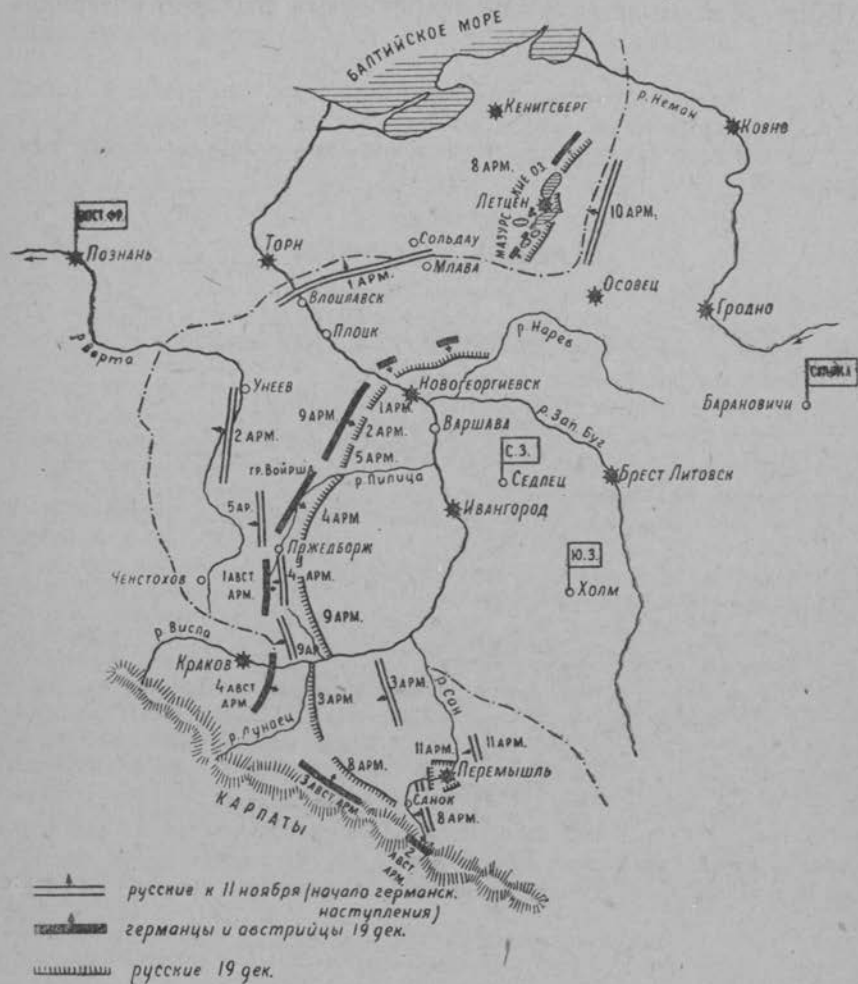 БАЛТИЙСКОЕ МОРЕ
КЕНИГСБЕРГ
р. Неман
КОВНО
8 АРМ.
МАЗУРСКИЕ ОЗ.
ЛЕТЦЕН
10 АРМ.
ВОСТ. ФР.
ПОЗНАНЬ
ТОРН
СОЛЬДАУ
МЛАВА
1 АРМ.
ВЛОЦЛАВСК
ОСОВЕЦ
ГРОДНО
ПЛОЦК
р. Варта
р. Нарев
СТАВКА
БАРАНОВИЧИ
УНЕЕВ
НОВОГЕОРГИЕВСК
9 АРМ.
1 АРМ.
2 АРМ.
2 АРМ.
ВАРШАВА
р. Зап. Буг
5 АРМ.
С.З.
гр. ВОЙРША
р. Пилица
СЕДЛЕЦ
БРЕСТ ЛИТОВСК
5 АР.
4 АРМ.
ИВАНГОРОД
ПРЖЕДБОРЖ
Ю.З.
ЧЕНСТОХОВ
1 АВСТ
АРМ.
4 АРМ.
ХОЛМ
9 АРМ.
р. Висла
9 АР
КРАКОВ
4 АВСТ
АРМ
3 АРМ.
3 АРМ.
р. Сан
р. Дунаец
11 АРМ.
11 АРМ.
8 АРМ.
ПЕРЕМЫШЛЬ
3 АВСТ. АРМ.
САНОК
КАРПАТЫ
8 АРМ.
2
АВСТ.
АРМ.
русские к 11 ноября (начало германск.
наступления)
германцы и австрийцы 19 дек.
русские 19 дек.